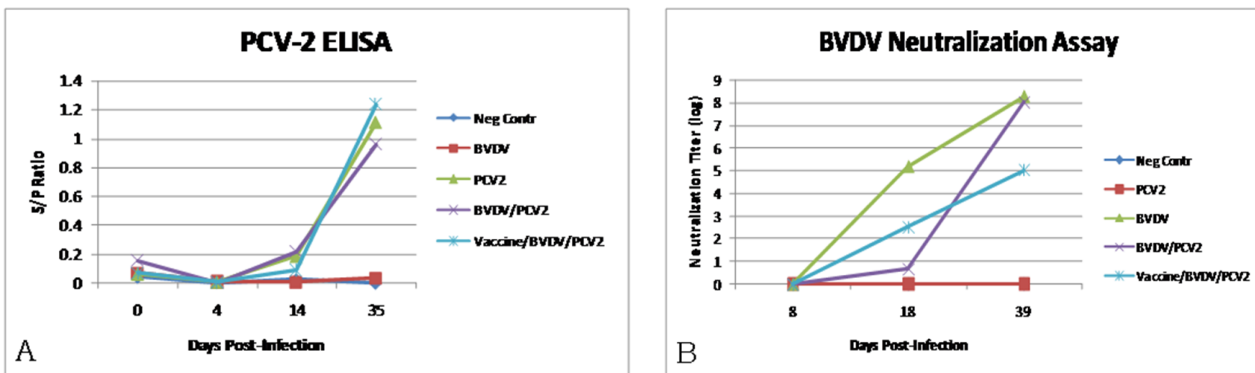 PCV-2 ELISA
S/P Ratio
1.4
1.2
1
0.8
0.6
0.4
0.2
0
0 4 14 35
Days Post-Infection
Neg Contr
BVDV
PCV2
BVDV/PCV2
Vaccine/BVDV/PCV2
A
BVDV Neutralization Assay
Neutralization Titer (log)
9
8
7
6
5
4
3
2
1
0
8 18 39
Days Post-Infection
Neg Contr
PCV2
BVDV
BVDV/PCV2
Vaccine/BVDV/PCV2
B